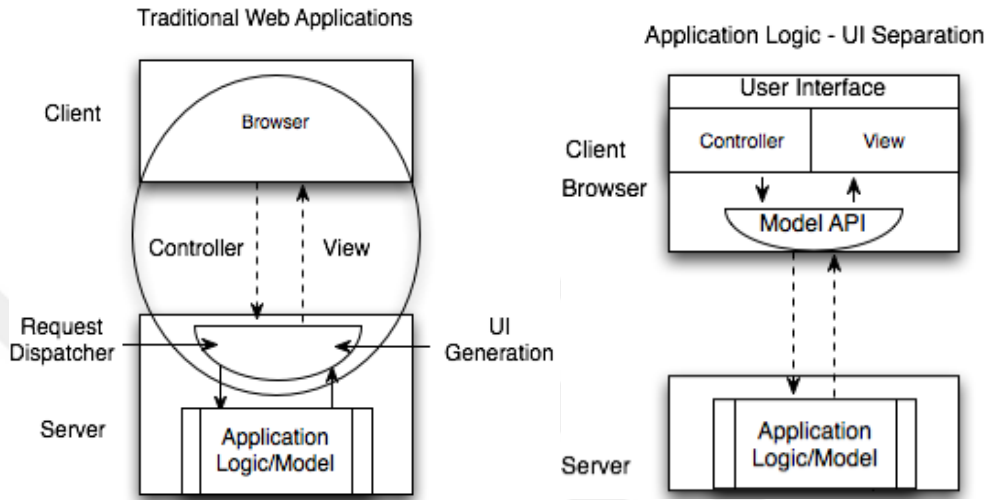 Traditional Web Applications
Client
Browser
Controller
View
Request
Dispatcher
UI
Generation
Server
Application
Logic/Model
Application Logic - UI Separation
User Interface
Controller
View
Client
Browser
Model API
Application
Logic/Model
Server